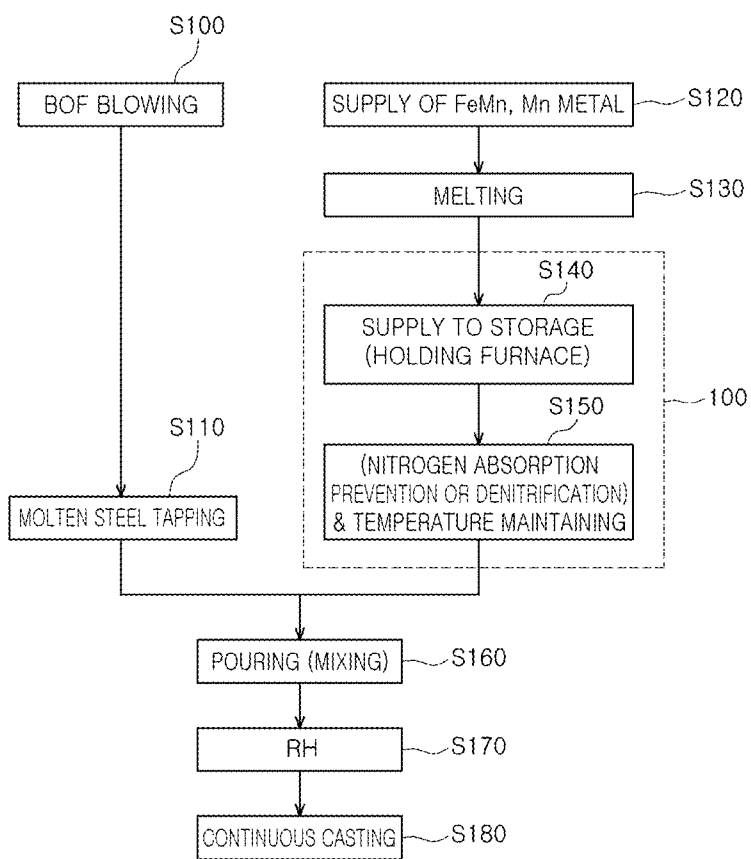 S100
BOF BLOWING
SUPPLY OF FeMn, Mn METAL
S120
MELTING
S130
S140
SUPPLY TO STORAGE
(HOLDING FURNACE)
S150
100
(NITROGEN ABSORPTION
PREVENTION OR DENITRIFICATION)
& TEMPERATURE MAINTAINING
S110
MOLTEN STEEL TAPPING
POURING (MIXING)
S160
RH
S170
CONTINUOUS CASTING
S180